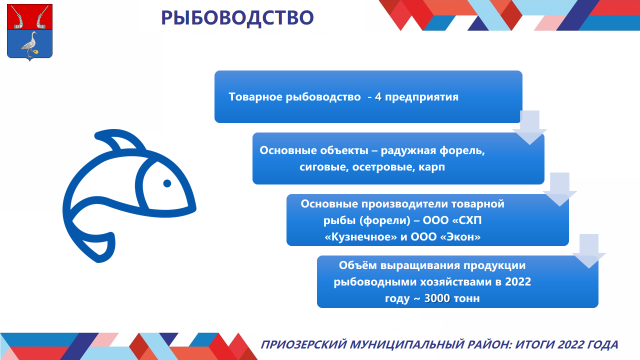 РЫБОВОДСТВО
Товарное рыбоводство - 4 предприятия
Основные объекты – радужная форель,
сиговые, осетровые, карп
Основные производители товарной
рыбы (форели) – ООО «СХП
«Кузнечное» и ООО «Экон»
Объём выращивания продукции
рыбоводными хозяйствами в 2022
году ~ 3000 тонн
ПРИОЗЕРСКИЙ МУНИЦИПАЛЬНЫЙ РАЙОН: ИТОГИ 2022 ГОДА